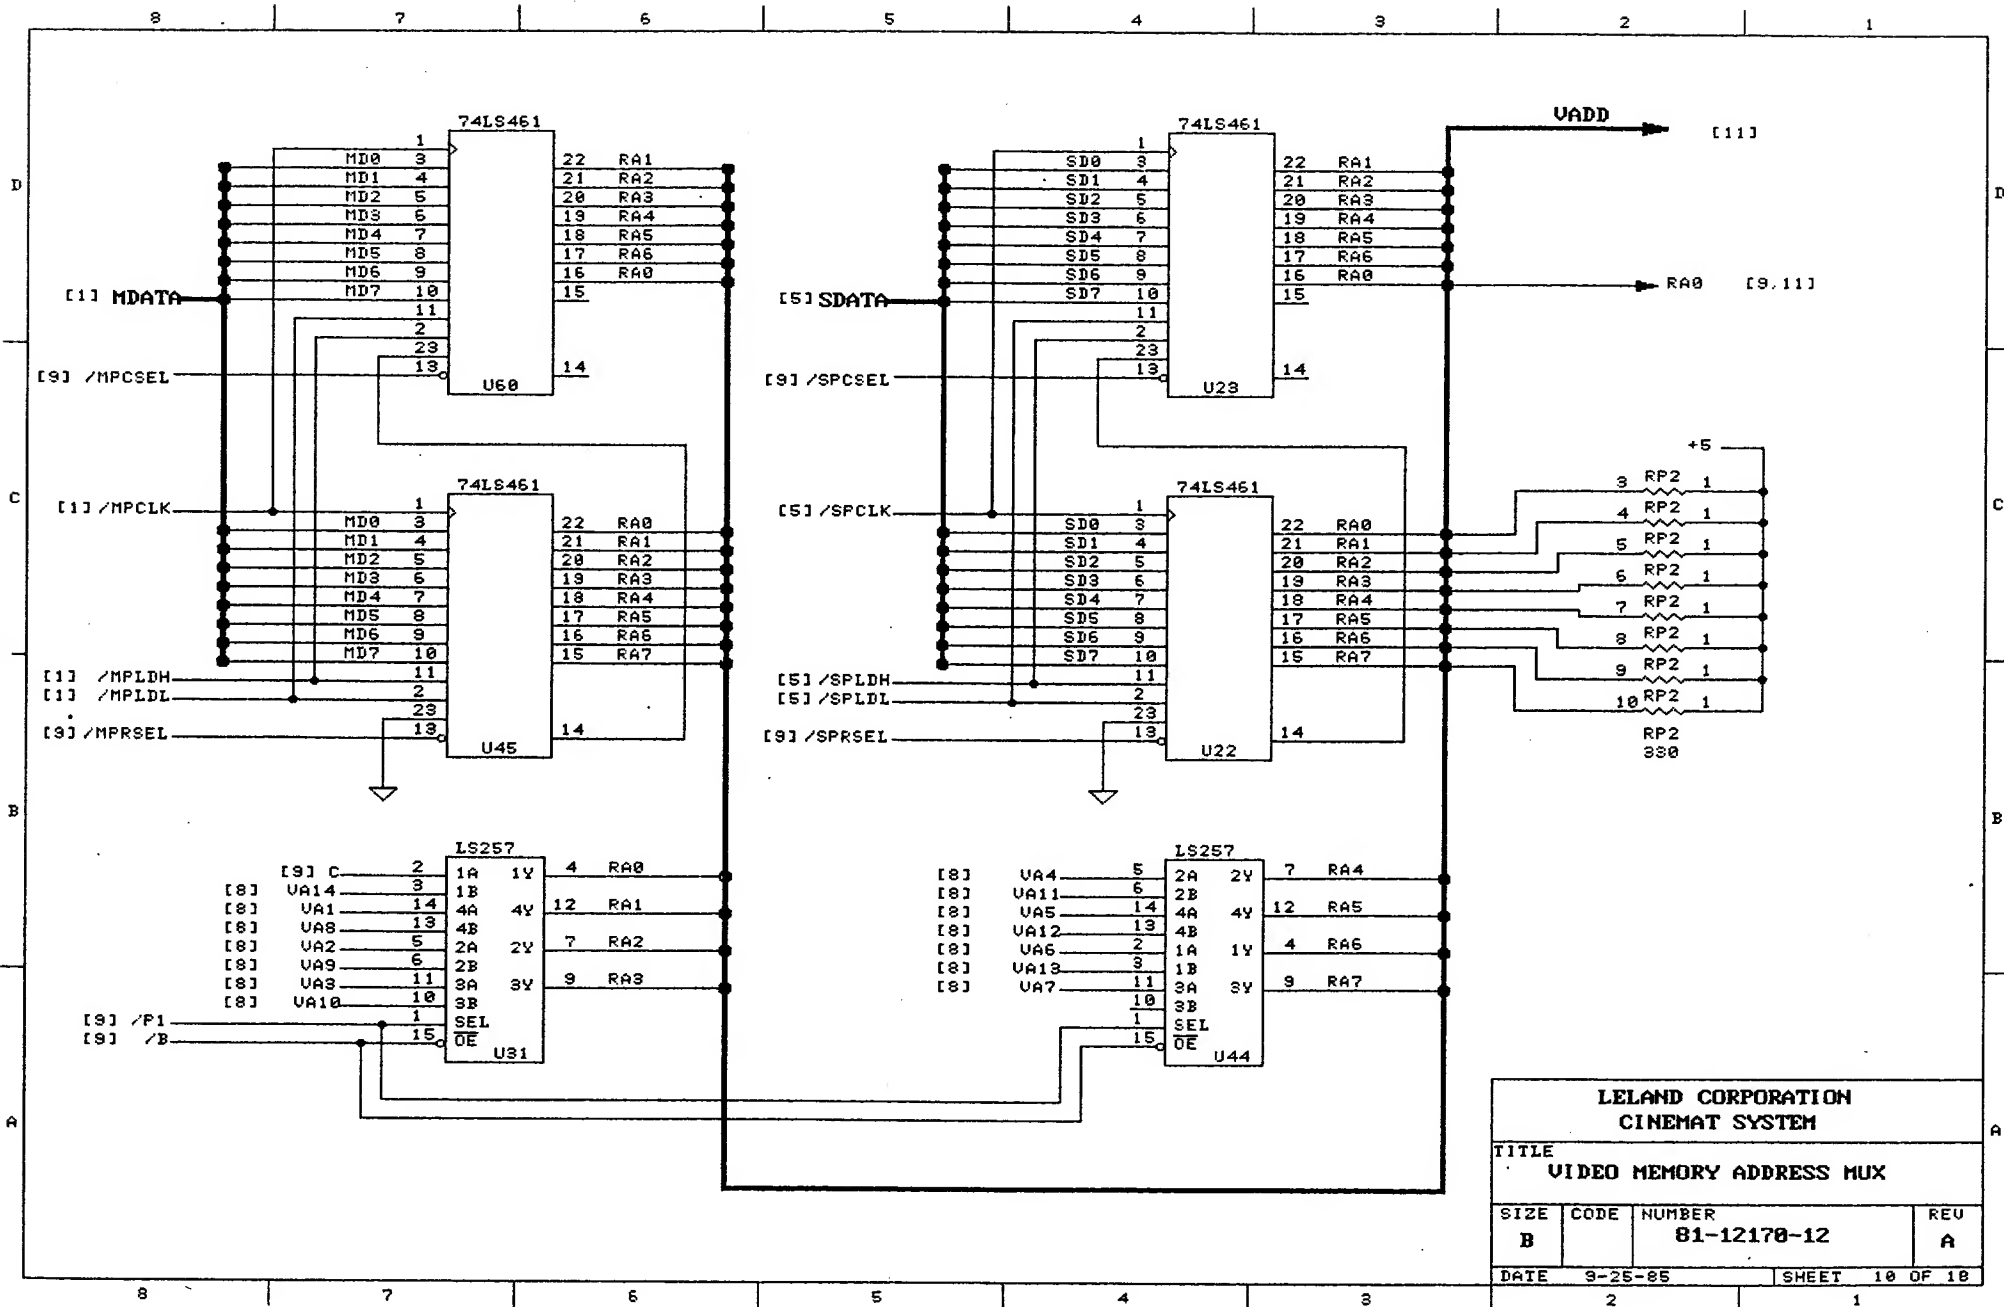 8 7 6 5 4 3 2 1
74LS461
1
MD0 3 22 RA1
MD1 4 21 RA2
MD2 5 20 RA3
MD3 6 19 RA4
MD4 7 18 RA5
MD5 8 17 RA6
MD6 9 16 RA0
[1] MDATA MD7 10 15
11
2
23
[9] /MPCSEL 13 14
U60
74LS461
1
SD0 3 22 RA1
SD1 4 21 RA2
SD2 5 20 RA3
SD3 6 19 RA4
SD4 7 18 RA5
SD5 8 17 RA6
SD6 9 16 RA0
[5] SDATA SD7 10 15
11
2
23
[9] /SPCSEL 13 14
U23
VADD [11]
RA0 [9,11]
D D
74LS461
[1] /MPCLK 1
MD0 3 22 RA0
MD1 4 21 RA1
MD2 5 20 RA2
MD3 6 19 RA3
MD4 7 18 RA4
MD5 8 17 RA5
MD6 9 16 RA6
MD7 10 15 RA7
[1] /MPLDH 11
[1] /MPLDL 2
23
[9] /MPRSEL 13 14
U45
74LS461
[5] /SPCLK 1
SD0 3 22 RA0
SD1 4 21 RA1
SD2 5 20 RA2
SD3 6 19 RA3
SD4 7 18 RA4
SD5 8 17 RA5
SD6 9 16 RA6
SD7 10 15 RA7
[5] /SPLDH 11
[5] /SPLDL 2
23
[9] /SPRSEL 13 14
U22
+5
3 RP2 1
4 RP2 1
5 RP2 1
6 RP2 1
7 RP2 1
8 RP2 1
9 RP2 1
10 RP2 1
RP2
330
C C
B B
LS257
[9] C 2 1A 1Y 4 RA0
[8] VA14 3 1B
[8] VA1 14 4A 4Y 12 RA1
[8] VA8 13 4B
[8] VA2 5 2A 2Y 7 RA2
[8] VA9 6 2B
[8] VA3 11 3A 3Y 9 RA3
[8] VA10 10 3B
[9] /P1 1 SEL
[9] /B 15 OE
U31
LS257
[8] VA4 5 2A 2Y 7 RA4
[8] VA11 6 2B
[8] VA5 14 4A 4Y 12 RA5
[8] VA12 13 4B
[8] VA6 2 1A 1Y 4 RA6
[8] VA13 3 1B
[8] VA7 11 3A 3Y 9 RA7
10 3B
1 SEL
15 OE
U44
A A
LELAND CORPORATION
CINEMAT SYSTEM
TITLE
VIDEO MEMORY ADDRESS MUX
SIZE CODE NUMBER REV
B 81-12170-12 A
DATE 9-25-85 SHEET 10 OF 18
8 7 6 5 4 3 2 1